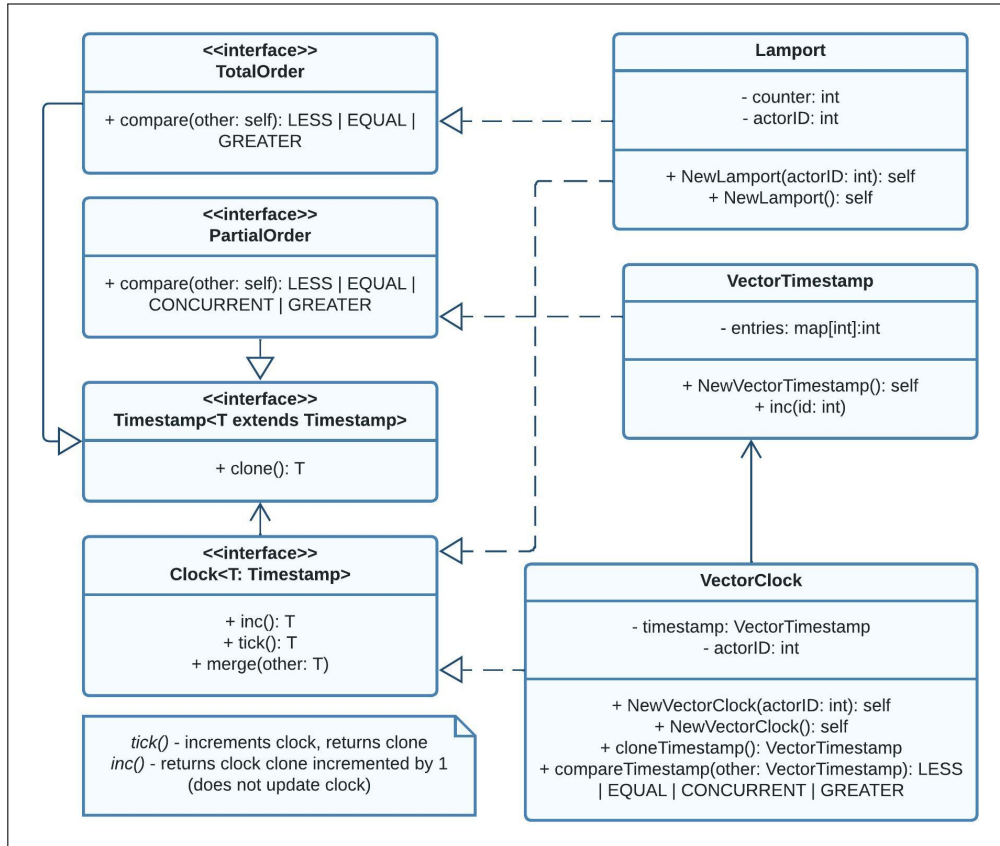 <<interface>>
TotalOrder
+ compare(other: self): LESS | EQUAL |
GREATER
<<interface>>
PartialOrder
+ compare(other: self): LESS | EQUAL |
CONCURRENT | GREATER
<<interface>>
Timestamp<T extends Timestamp>
+ clone(): T
<<interface>>
Clock<T: Timestamp>
+ inc(): T
+ tick(): T
+ merge(other: T)
tick() - increments clock, returns clone
inc() - returns clock clone incremented by 1
(does not update clock)
Lamport
- counter: int
- actorID: int
+ NewLamport(actorID: int): self
+ NewLamport(): self
VectorTimestamp
- entries: map[int]:int
+ NewVectorTimestamp(): self
+ inc(id: int)
VectorClock
- timestamp: VectorTimestamp
- actorID: int
+ NewVectorClock(actorID: int): self
+ NewVectorClock(): self
+ cloneTimestamp(): VectorTimestamp
+ compareTimestamp(other: VectorTimestamp): LESS
| EQUAL | CONCURRENT | GREATER